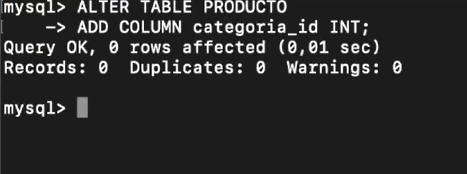 mysql> ALTER TABLE PRODUCTO
    -> ADD COLUMN categoria_id INT;
Query OK, 0 rows affected (0,01 sec)
Records: 0  Duplicates: 0  Warnings: 0
mysql>